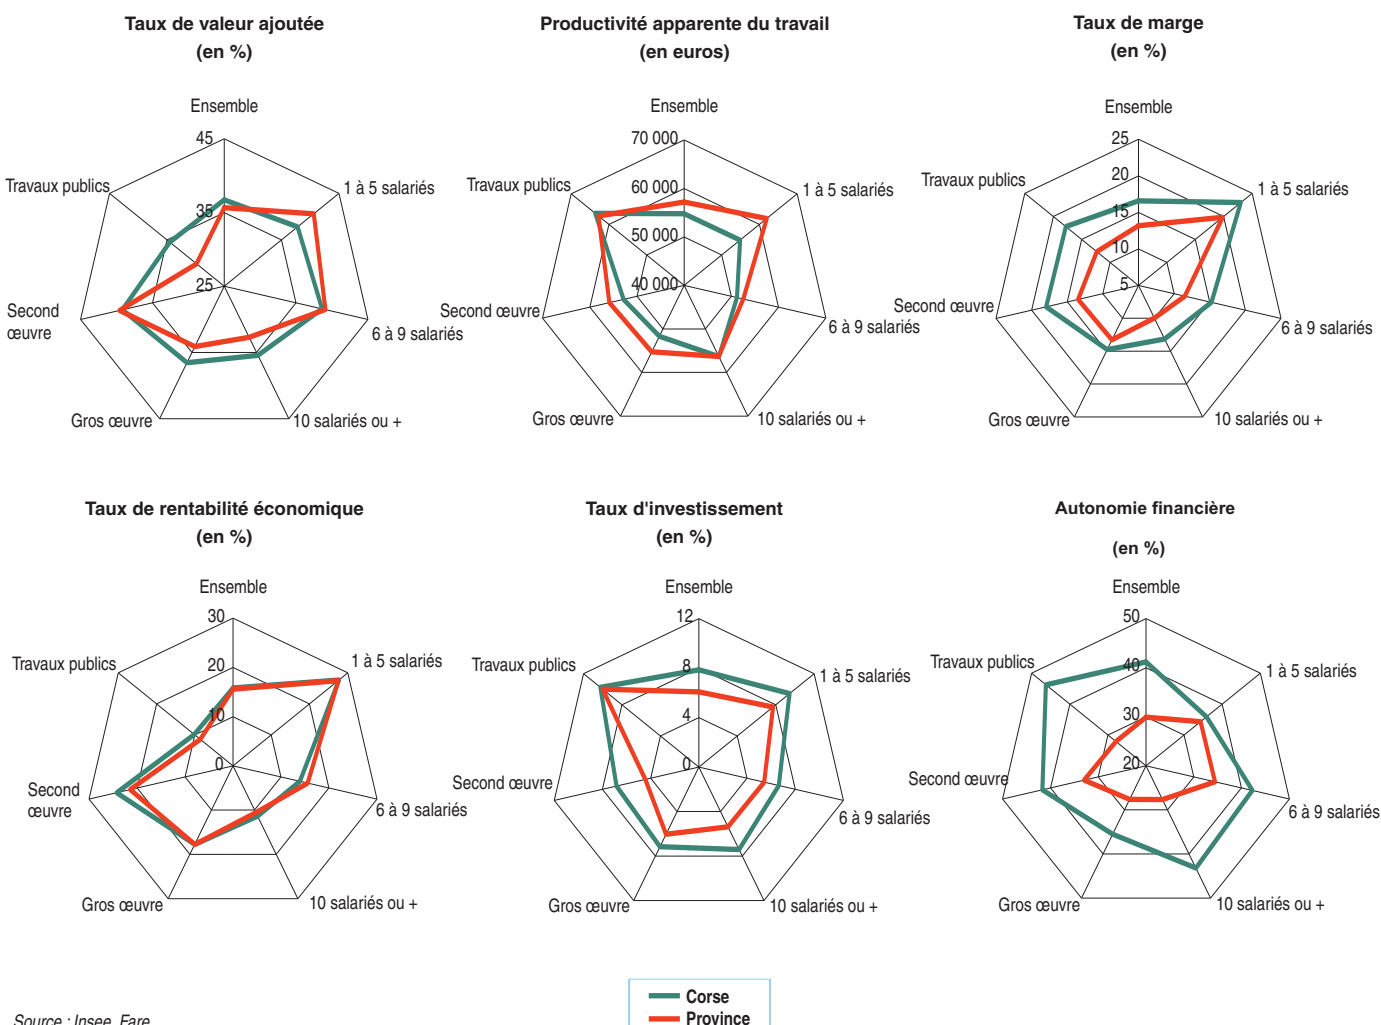 Taux de valeur ajoutée
(en %)
Ensemble
45
35
25
1 à 5 salariés
6 à 9 salariés
10 salariés ou +
Gros œuvre
Second
œuvre
Travaux publics
Productivité apparente du travail
(en euros)
Ensemble
70 000
60 000
50 000
40 000
1 à 5 salariés
6 à 9 salariés
10 salariés ou +
Gros œuvre
Second œuvre
Travaux publics
Taux de marge
(en %)
Ensemble
25
20
15
10
5
1 à 5 salariés
6 à 9 salariés
10 salariés ou +
Gros œuvre
Second œuvre
Travaux publics
Taux de rentabilité économique
(en %)
Ensemble
30
20
10
0
1 à 5 salariés
6 à 9 salariés
10 salariés ou +
Gros œuvre
Second
œuvre
Travaux publics
Taux d'investissement
(en %)
Ensemble
12
8
4
0
1 à 5 salariés
6 à 9 salariés
10 salariés ou +
Gros œuvre
Second œuvre
Travaux publics
Autonomie financière
(en %)
Ensemble
50
40
30
20
1 à 5 salariés
6 à 9 salariés
10 salariés ou +
Gros œuvre
Second œuvre
Travaux publics
Corse
Province
Source : Insee, Fare